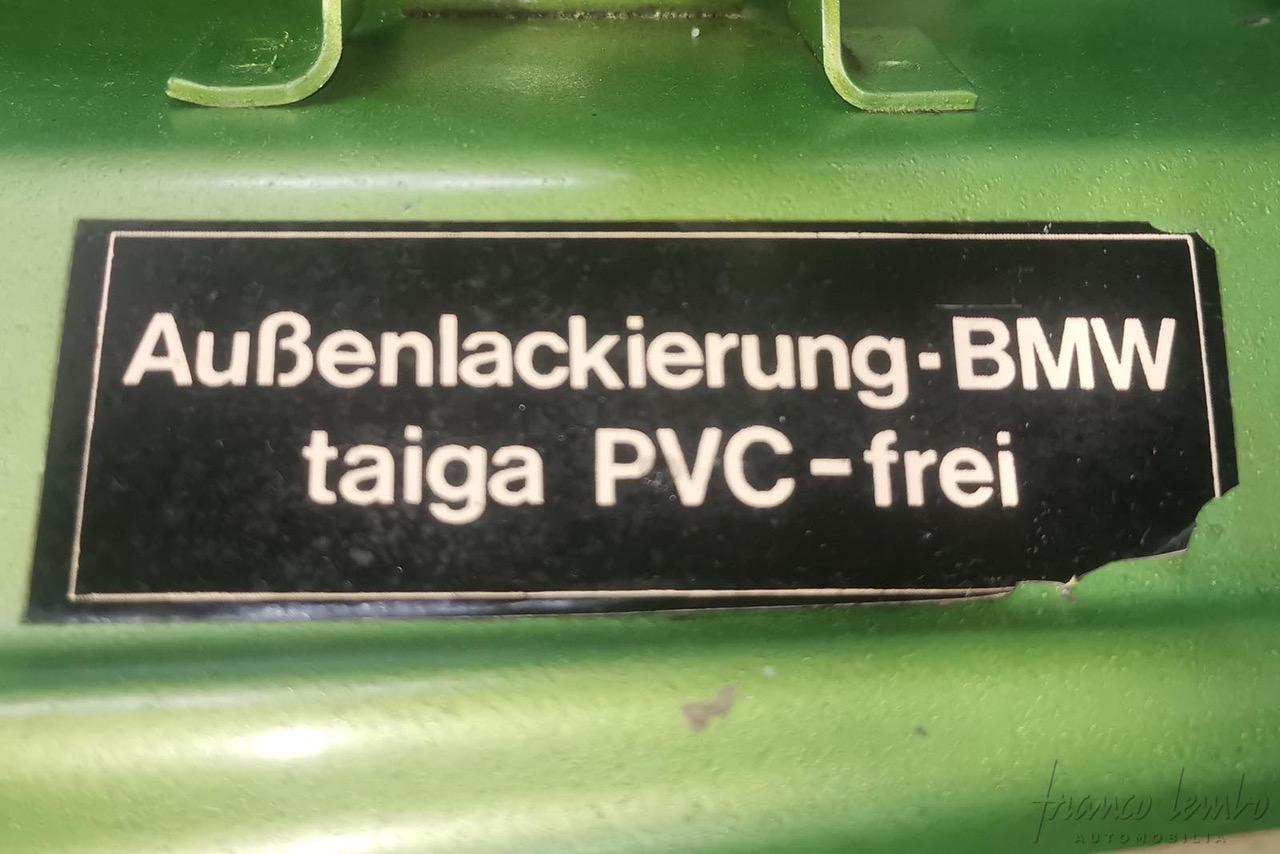 Außenlackierung-BMW
taiga PVC-frei
franco lembo
AUTOMOBILIA